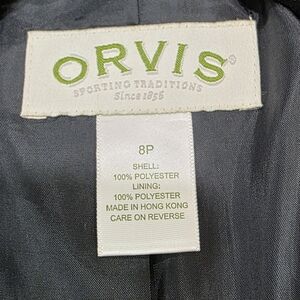 ORVIS®
SPORTING TRADITIONS
Since 1856
8P
SHELL:
100% POLYESTER
LINING:
100% POLYESTER
MADE IN HONG KONG
CARE ON REVERSE